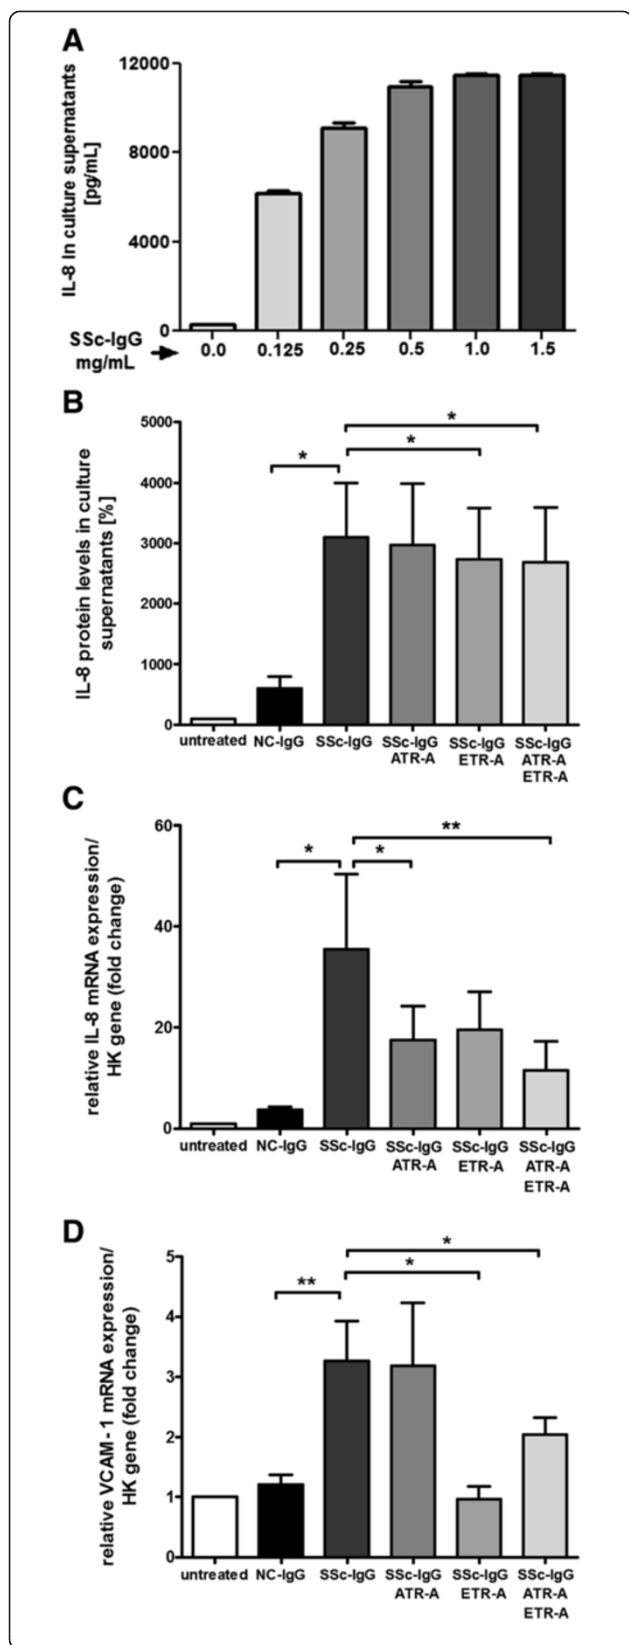 A
IL-8 In culture supernatants
[pg/mL]
12000
8000
4000
0
SSc-IgG
mg/mL
0.0 0.125 0.25 0.5 1.0 1.5
B
IL-8 protein levels in culture
supernatants [%]
5000
4000
3000
2000
1000
0
* * *
untreated NC-IgG SSc-IgG SSc-IgG SSc-IgG SSc-IgG
ATR-A ETR-A ATR-A
ETR-A
C
relative IL-8 mRNA expression/
HK gene (fold change)
60
40
20
0
* * **
untreated NC-IgG SSc-IgG SSc-IgG SSc-IgG SSc-IgG
ATR-A ETR-A ATR-A
ETR-A
D
relative VCAM-1 mRNA expression/
HK gene (fold change)
5
4
3
2
1
0
** * *
untreated NC-IgG SSc-IgG SSc-IgG SSc-IgG SSc-IgG
ATR-A ETR-A ATR-A
ETR-A